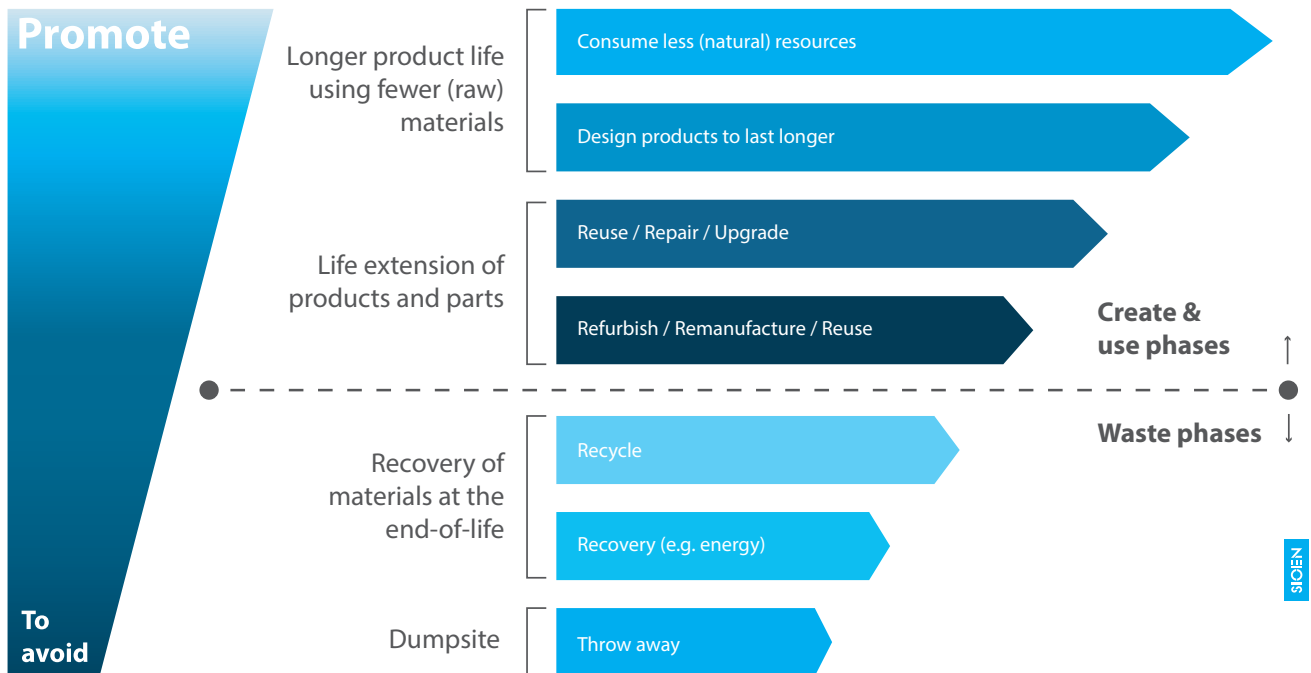 Promote
Longer product life
using fewer (raw)
materials
Consume less (natural) resources
Design products to last longer
Life extension of
products and parts
Reuse / Repair / Upgrade
Refurbish / Remanufacture / Reuse
Create &
use phases
Waste phases
Recovery of
materials at the
end-of-life
Recycle
Recovery (e.g. energy)
SIOEN
To
avoid
Dumpsite
Throw away